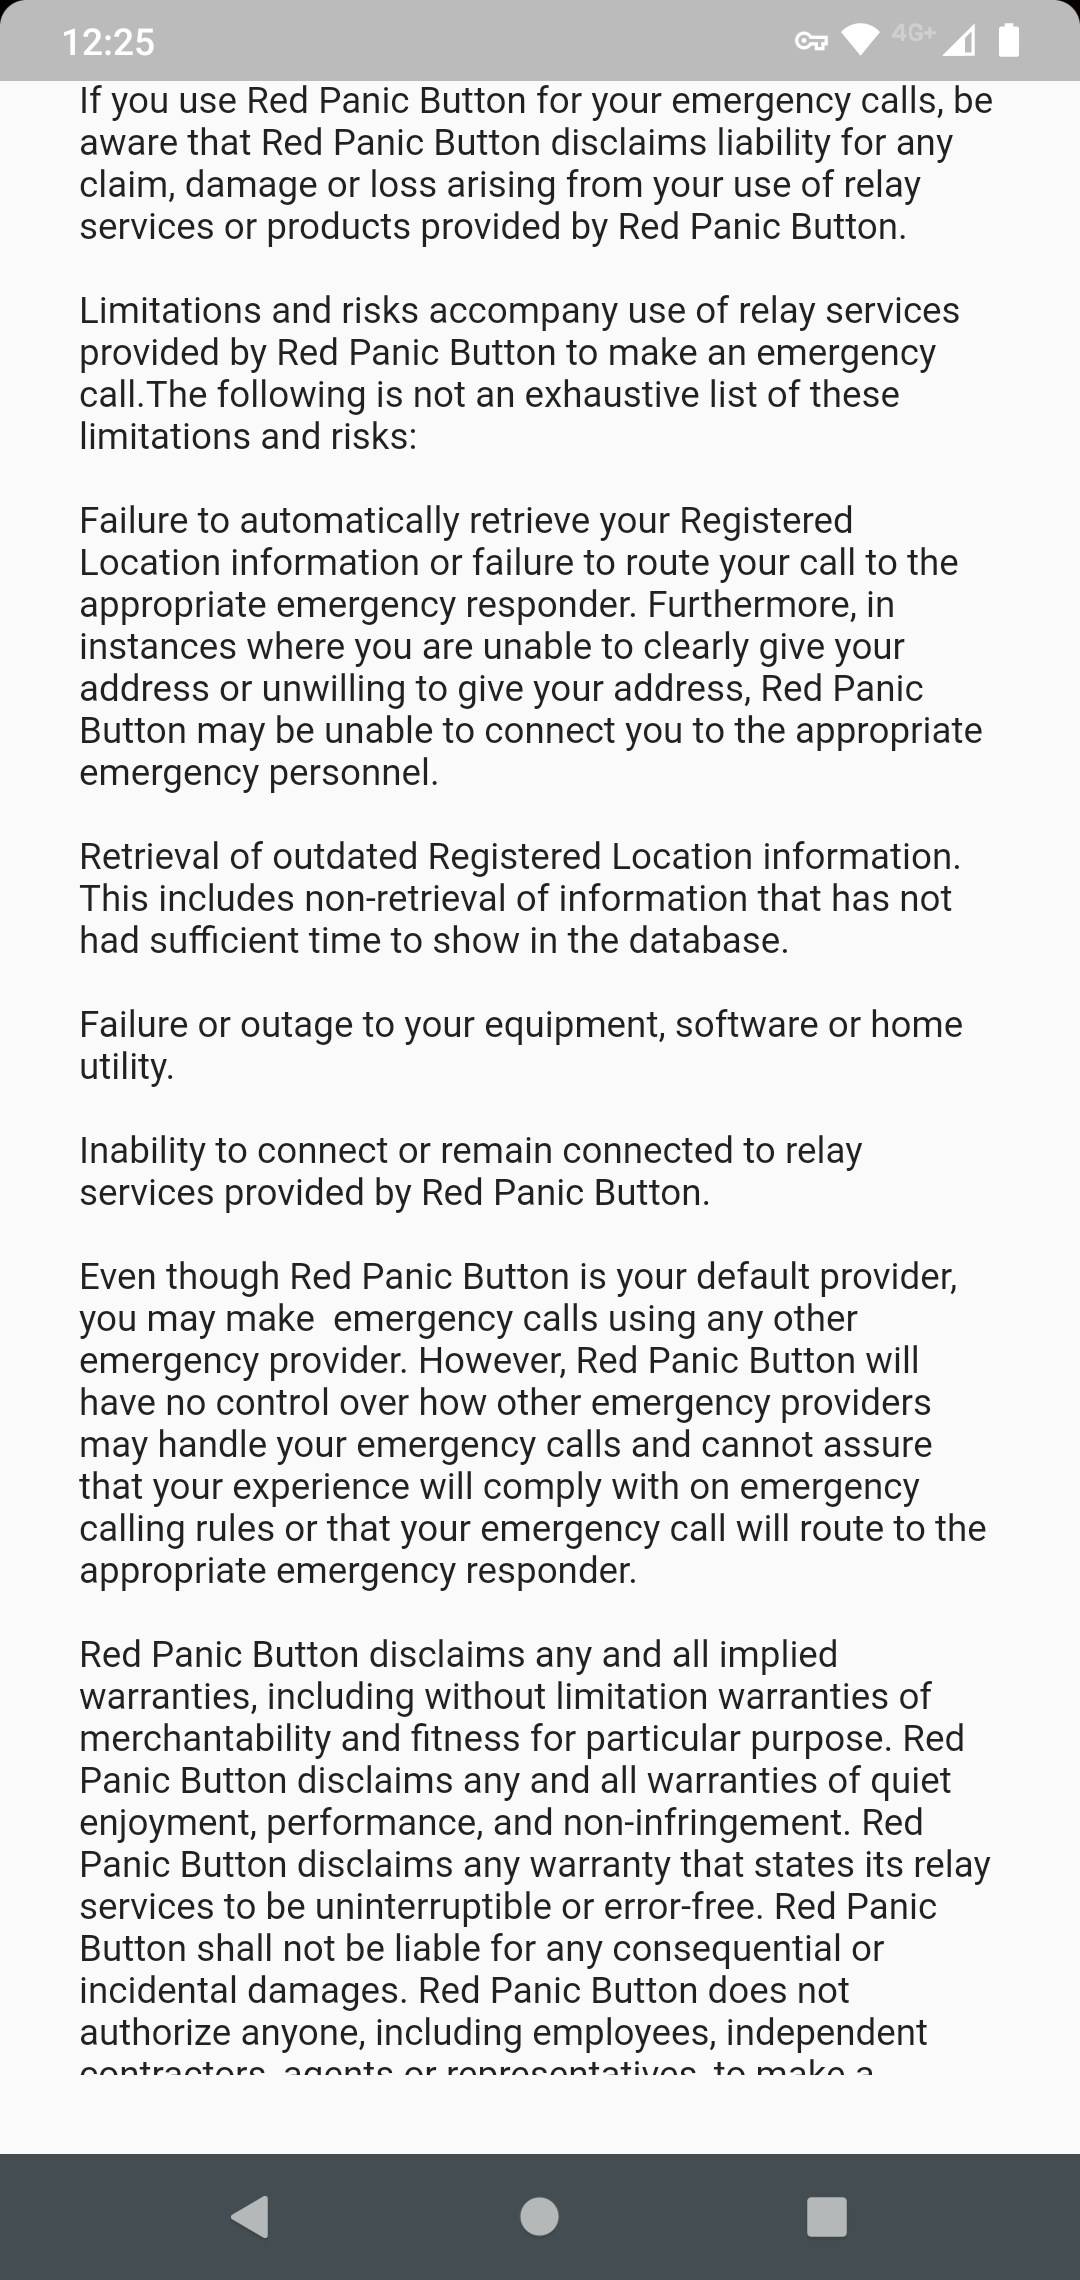 12:25
4G+
If you use Red Panic Button for your emergency calls, be
aware that Red Panic Button disclaims liability for any
claim, damage or loss arising from your use of relay
services or products provided by Red Panic Button.
Limitations and risks accompany use of relay services
provided by Red Panic Button to make an emergency
call.The following is not an exhaustive list of these
limitations and risks:
Failure to automatically retrieve your Registered
Location information or failure to route your call to the
appropriate emergency responder. Furthermore, in
instances where you are unable to clearly give your
address or unwilling to give your address, Red Panic
Button may be unable to connect you to the appropriate
emergency personnel.
Retrieval of outdated Registered Location information.
This includes non-retrieval of information that has not
had sufficient time to show in the database.
Failure or outage to your equipment, software or home
utility.
Inability to connect or remain connected to relay
services provided by Red Panic Button.
Even though Red Panic Button is your default provider,
you may make  emergency calls using any other
emergency provider. However, Red Panic Button will
have no control over how other emergency providers
may handle your emergency calls and cannot assure
that your experience will comply with on emergency
calling rules or that your emergency call will route to the
appropriate emergency responder.
Red Panic Button disclaims any and all implied
warranties, including without limitation warranties of
merchantability and fitness for particular purpose. Red
Panic Button disclaims any and all warranties of quiet
enjoyment, performance, and non-infringement. Red
Panic Button disclaims any warranty that states its relay
services to be uninterruptible or error-free. Red Panic
Button shall not be liable for any consequential or
incidental damages. Red Panic Button does not
authorize anyone, including employees, independent
contractors, agents or representatives, to make a